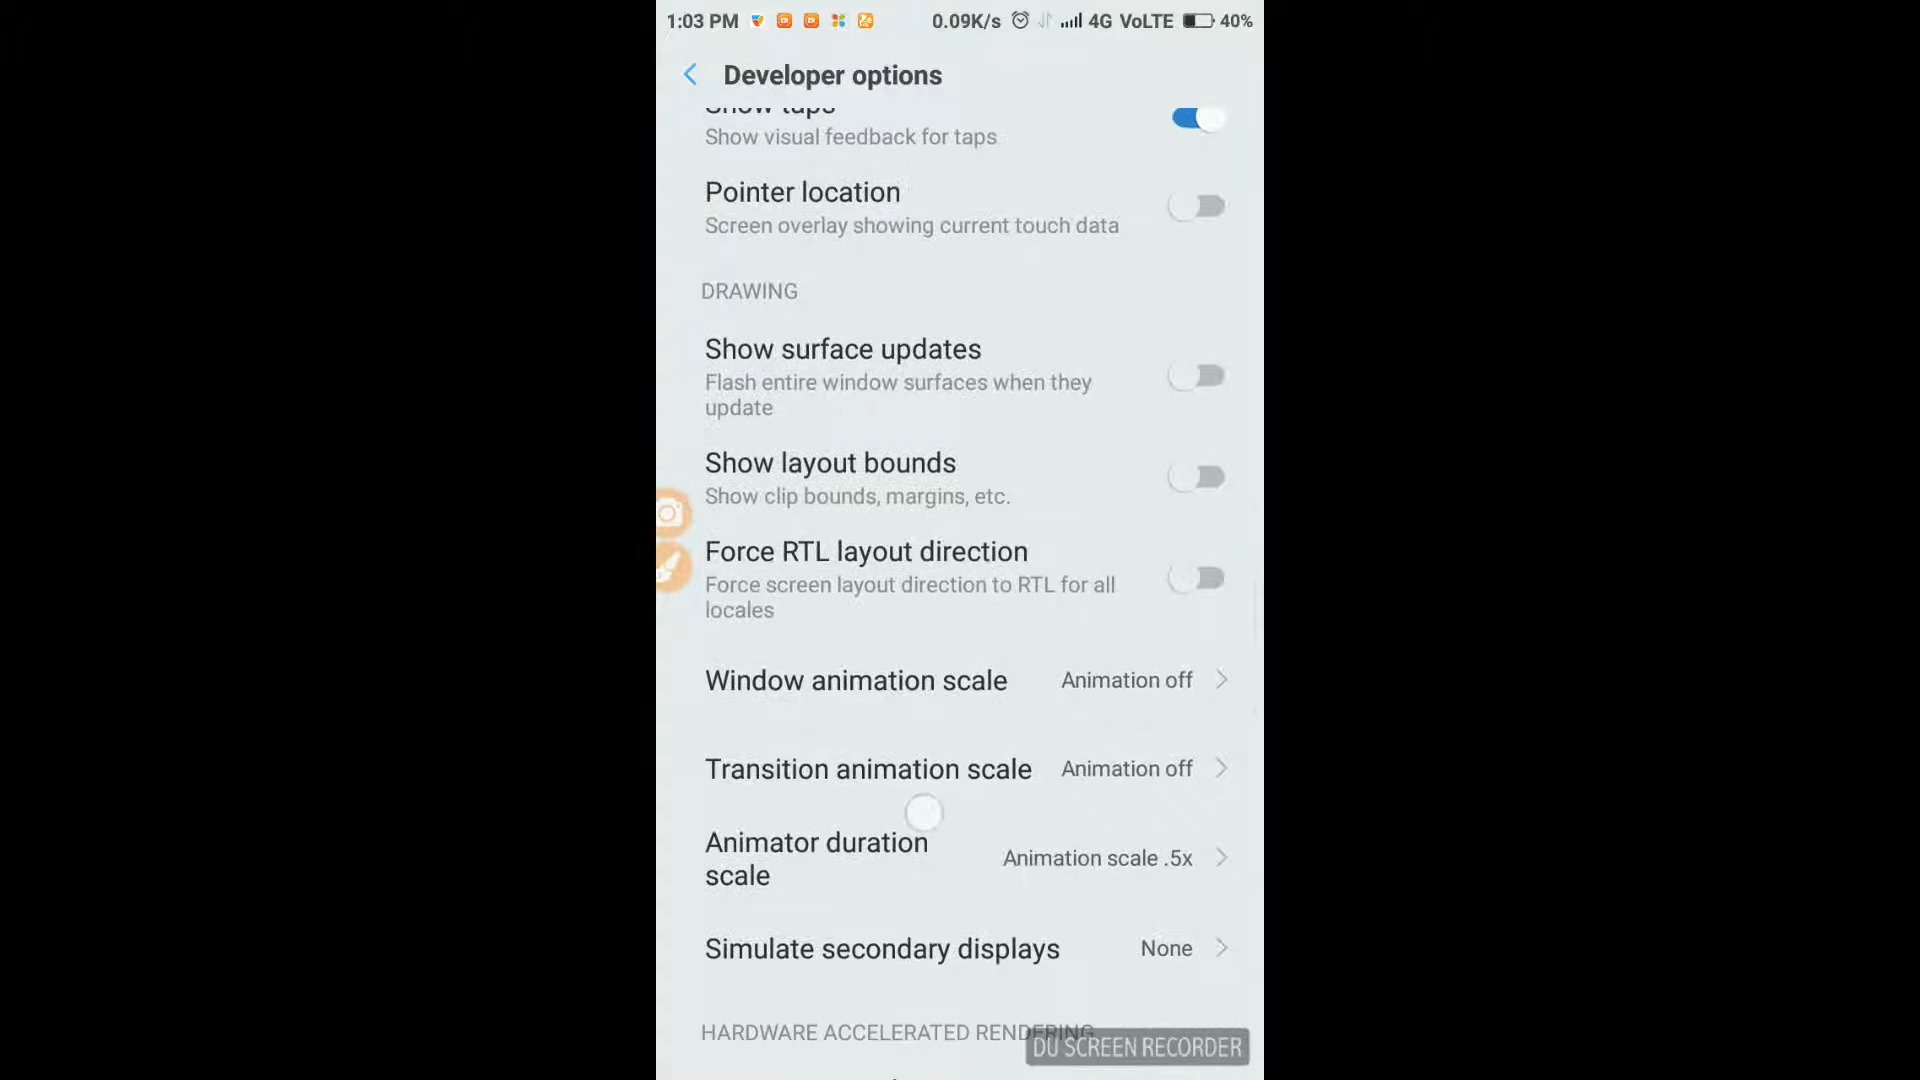 1:03 PM 0.09K/s 4G VoLTE 40%
Developer options
Show taps
Show visual feedback for taps
Pointer location
Screen overlay showing current touch data
DRAWING
Show surface updates
Flash entire window surfaces when they
update
Show layout bounds
Show clip bounds, margins, etc.
Force RTL layout direction
Force screen layout direction to RTL for all
locales
Window animation scale Animation off
Transition animation scale Animation off
Animator duration
scale
Animation scale .5x
Simulate secondary displays None
HARDWARE ACCELERATED RENDERING
DU SCREEN RECORDER